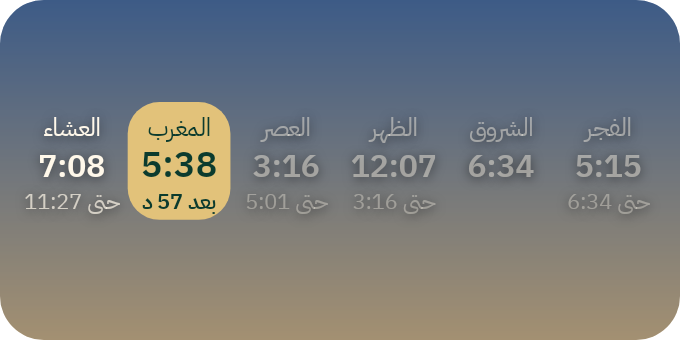 الفجر
5:15
حتى 6:34
الشروق
6:34
الظهر
12:07
حتى 3:16
العصر
3:16
حتى 5:01
المغرب
5:38
بعد 57 د
العشاء
7:08
حتى 11:27